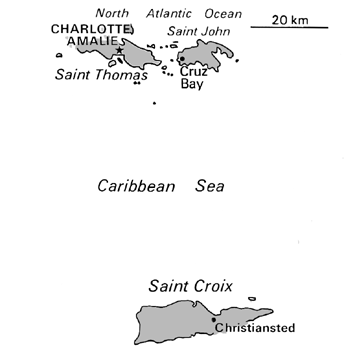 North Atlantic Ocean
20 km
CHARLOTTE
AMALIE
Saint John
Saint Thomas
Cruz
Bay
Caribbean Sea
Saint Croix
Christiansted